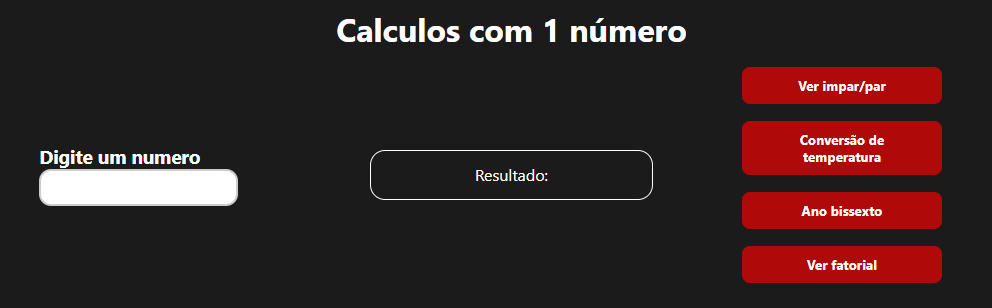 Calculos com 1 número
Digite um numero
Resultado:
Ver impar/par
Conversão de
temperatura
Ano bissexto
Ver fatorial